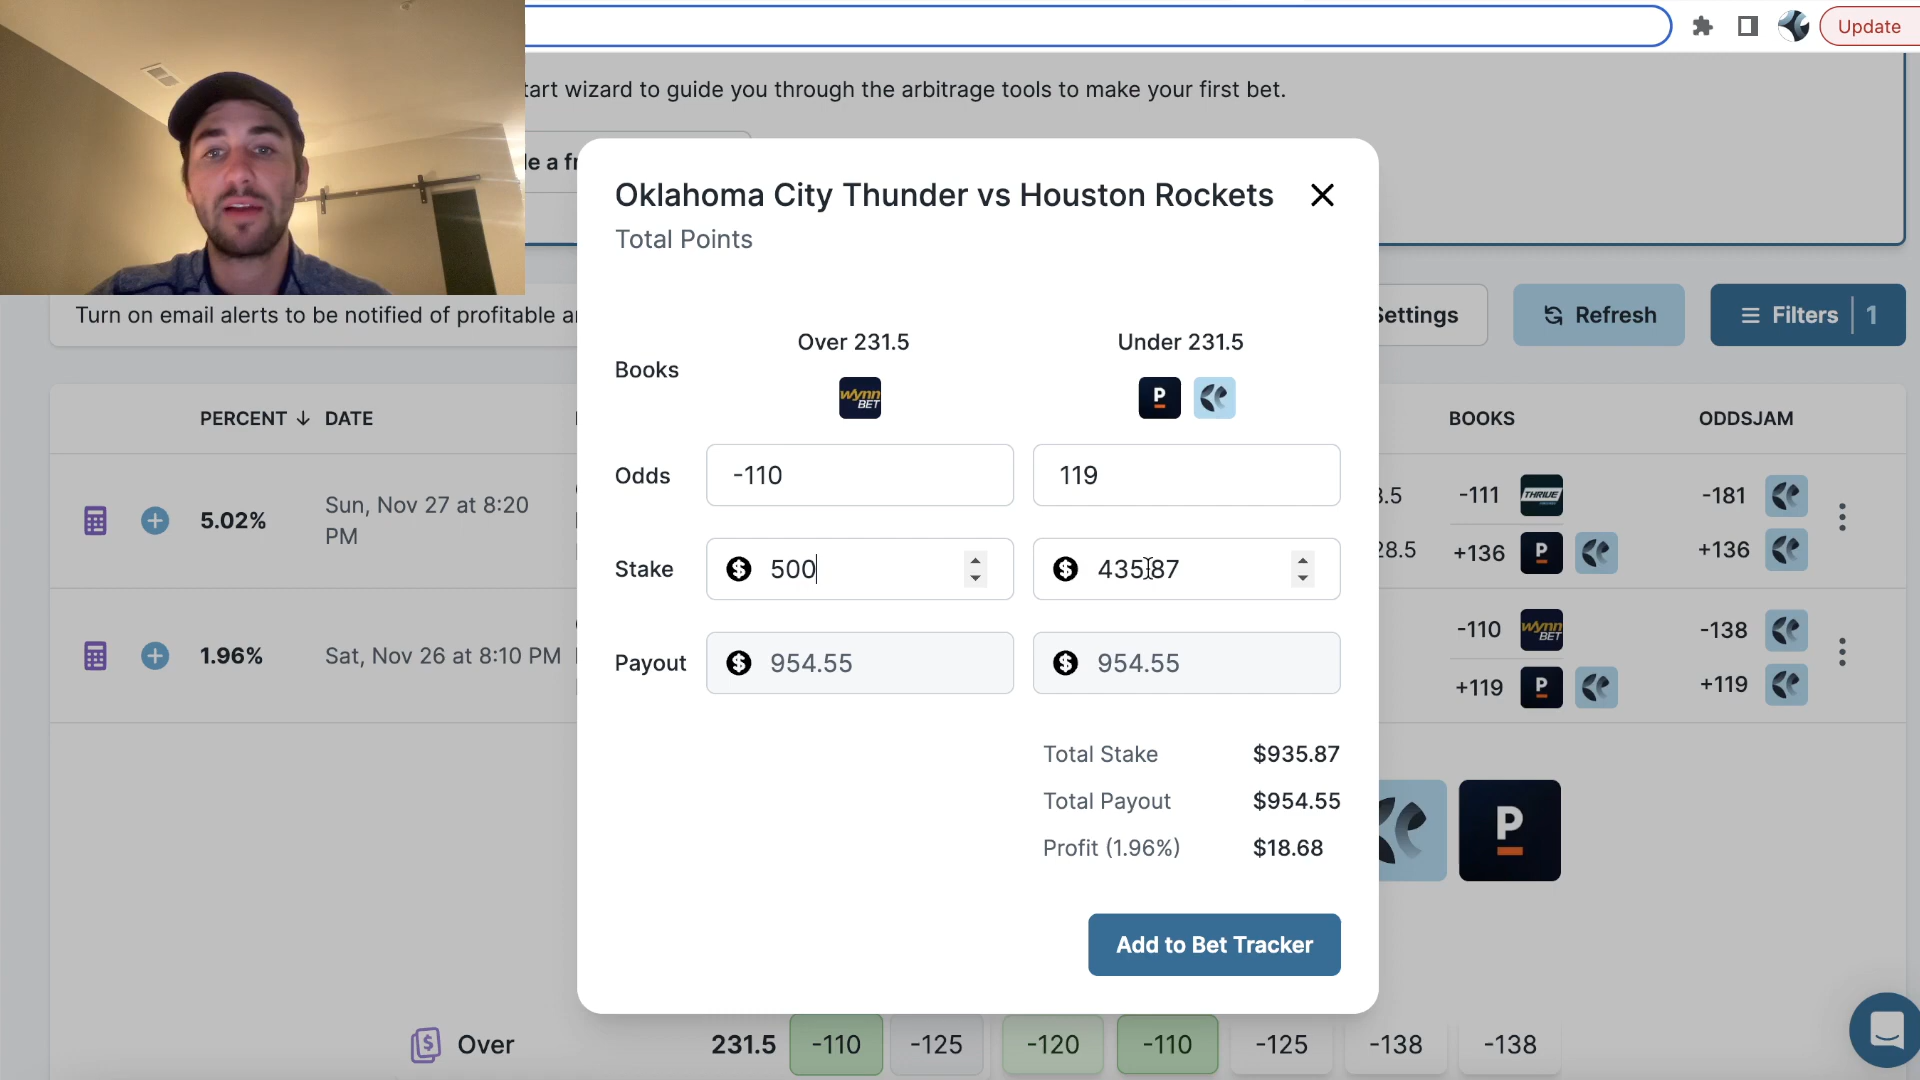 Update
tart wizard to guide you through the arbitrage tools to make your first bet.
le a fr
Oklahoma City Thunder vs Houston Rockets
Total Points
Turn on email alerts to be notified of profitable a
Settings
Refresh
Filters 1
Over 231.5
Under 231.5
Books
wynn
BET
P
PERCENT
DATE
BOOKS
ODDSJAM
Odds
-110
119
5.02%
Sun, Nov 27 at 8:20
PM
3.5
-111
THRIVE
-181
28.5
+136
P
+136
Stake
$ 500
$ 435.87
1.96%
Sat, Nov 26 at 8:10 PM
-110
wynn
BET
-138
+119
P
+119
Payout
$ 954.55
$ 954.55
Total Stake
$935.87
Total Payout
$954.55
Profit (1.96%)
$18.68
P
Add to Bet Tracker
$
Over
231.5
-110
-125
-120
-110
-125
-138
-138